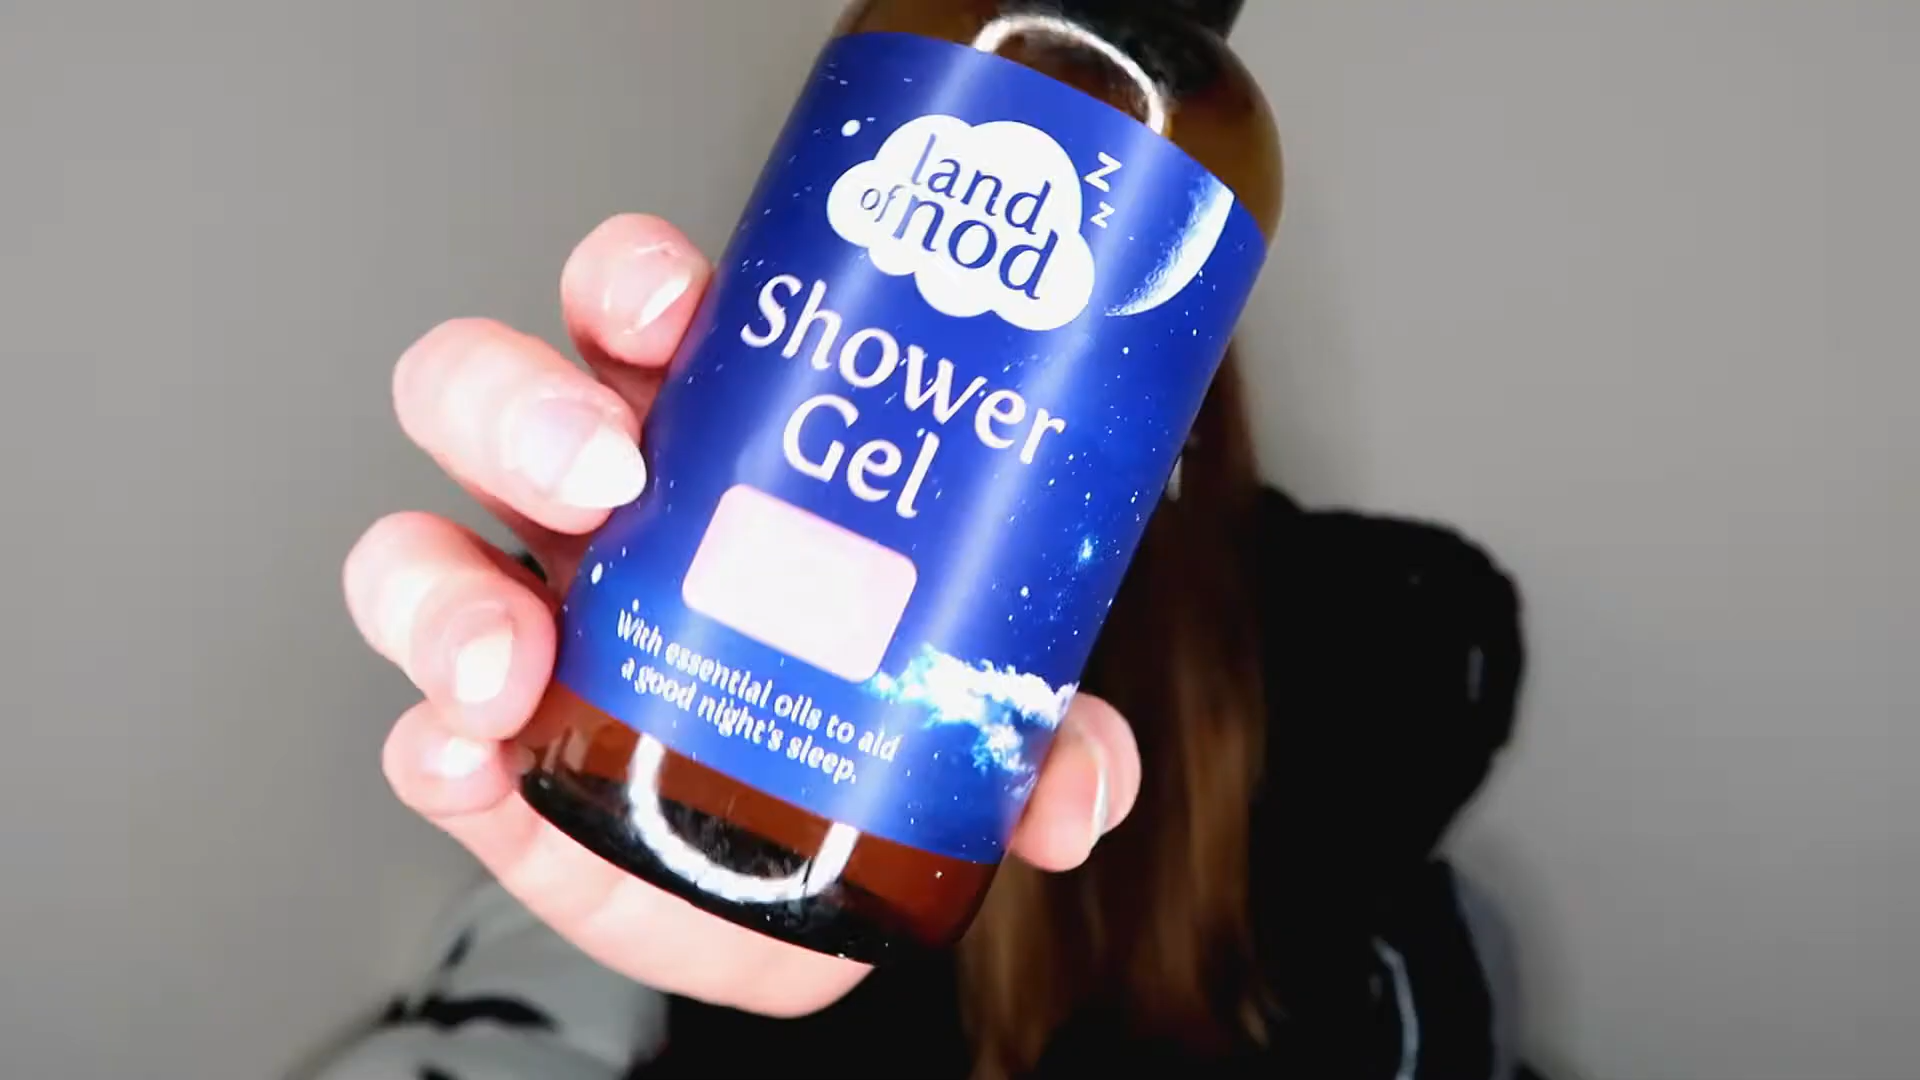 land
of nod
Z
z
Shower
Gel
With essential oils to aid
a good night's sleep.